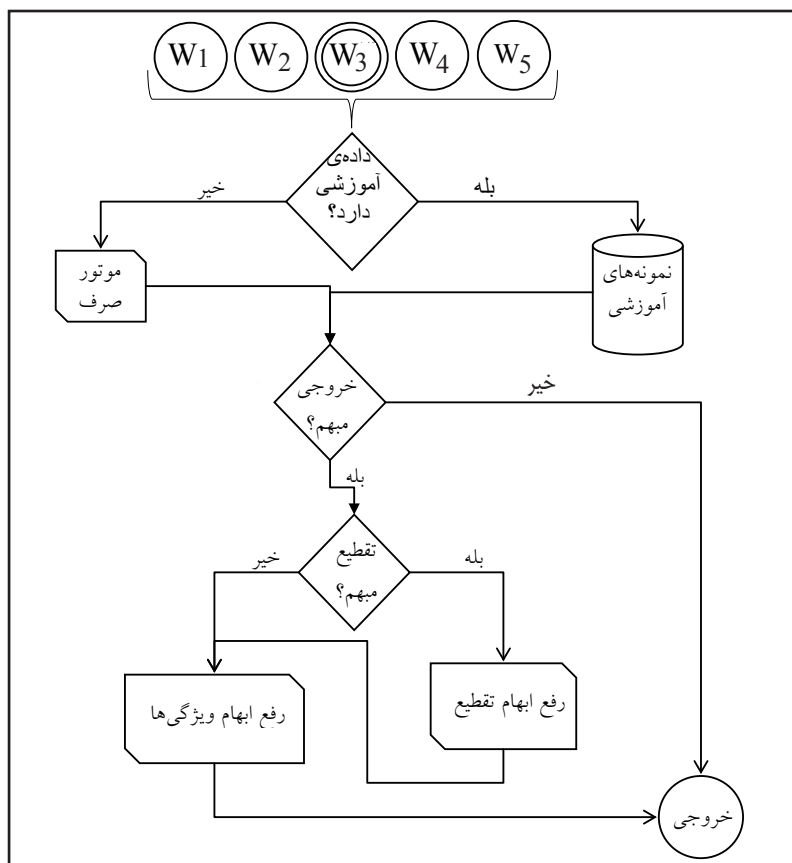 W1 W2 W3 W4 W5
داده‌ی
آموزشی
دارد؟
خیر
بله
موتور
صرف
نمونه‌های
آموزشی
خروجی
مبهم؟
خیر
بله
تقطیع
مبهم؟
خیر
بله
رفع ابهام ویژگی‌ها
رفع ابهام تقطیع
خروجی